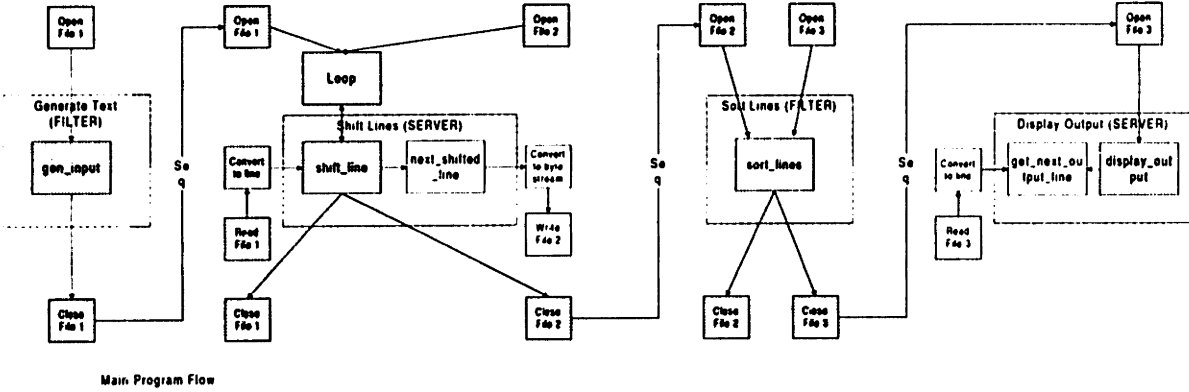 Open
File 1
Open
File 1
Open
File 2
Open
File 2
Open
File 3
Open
File 3
Loop
Generate Text
(FILTER)
gen_input
Se
q
Shift Lines (SERVER)
Convert
to line
shift_line
next_shifted
_line
Convert
to byte
stream
Read
File 1
Write
File 2
Se
q
Sort Lines (FILTER)
sort_lines
Se
q
Display Output (SERVER)
Convert
to line
get_next_ou
tput_line
display_out
put
Read
File 3
Close
File 1
Close
File 1
Close
File 2
Close
File 2
Close
File 3
Main Program Flow